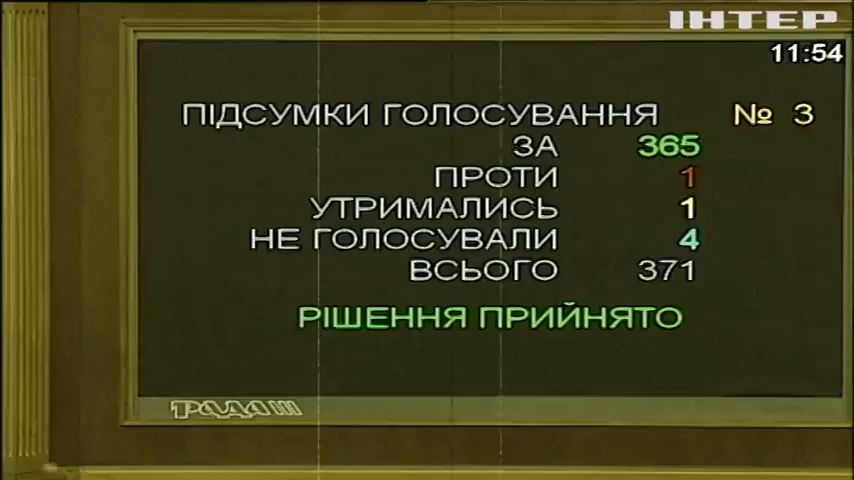 ІНТЕР
11:54
ПІДСУМКИ ГОЛОСУВАННЯ № 3
ЗА 365
ПРОТИ 1
УТРИМАЛИСЬ 1
НЕ ГОЛОСУВАЛИ 4
ВСЬОГО 371
РІШЕННЯ ПРИЙНЯТО
РАДА III